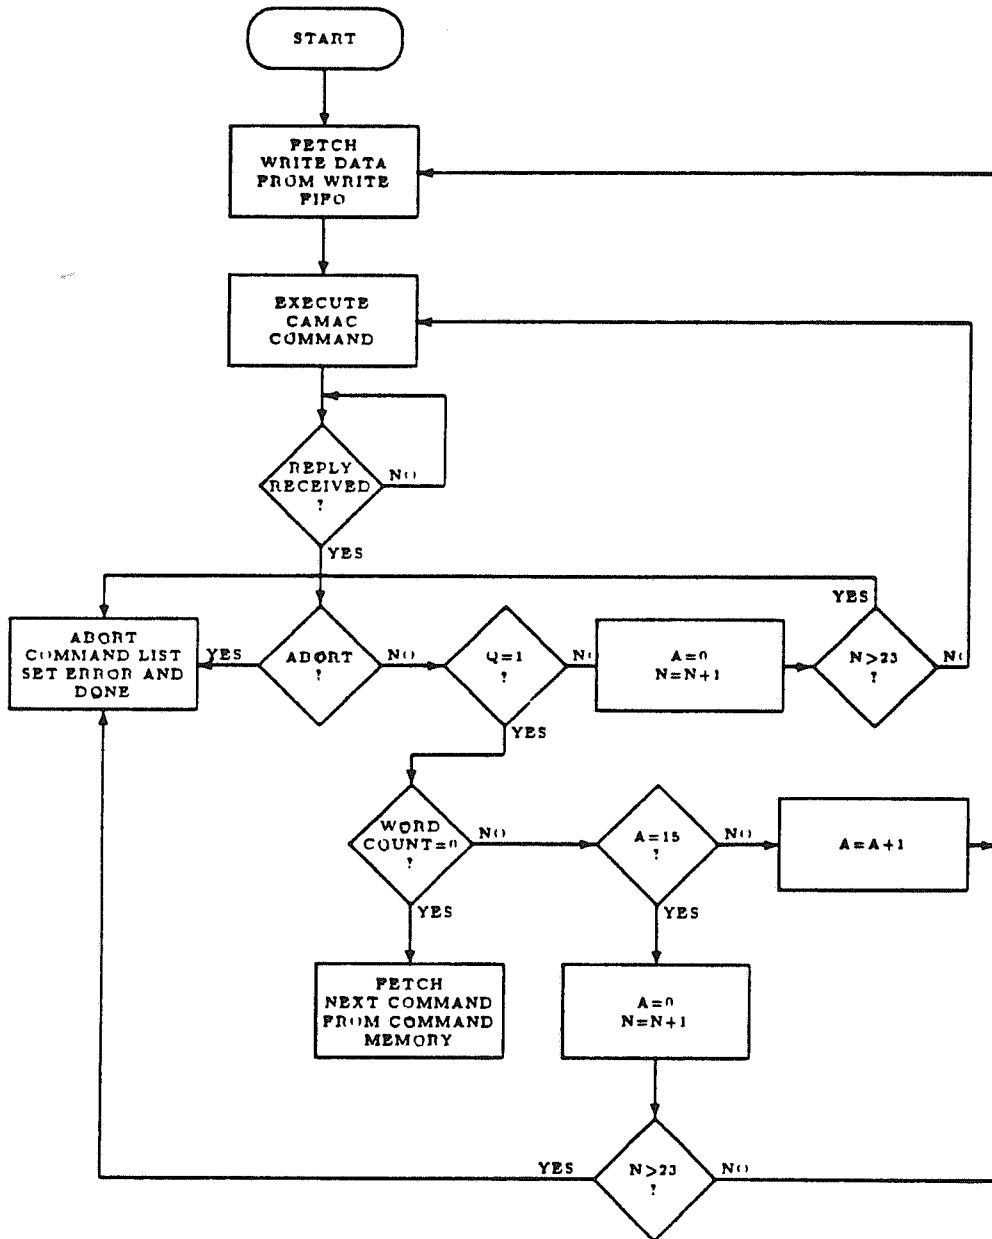 START
FETCH
WRITE DATA
FROM WRITE
FIFO
EXECUTE
CAMAC
COMMAND
REPLY
RECEIVED
?
NO
YES
YES
ABORT
COMMAND LIST
SET ERROR AND
DONE
YES
ABORT
?
NO
Q=1
?
NO
A=0
N=N+1
N>23
?
NO
YES
WORD
COUNT=0
?
NO
A=15
?
NO
A=A+1
YES
YES
FETCH
NEXT COMMAND
FROM COMMAND
MEMORY
A=0
N=N+1
YES
N>23
?
NO